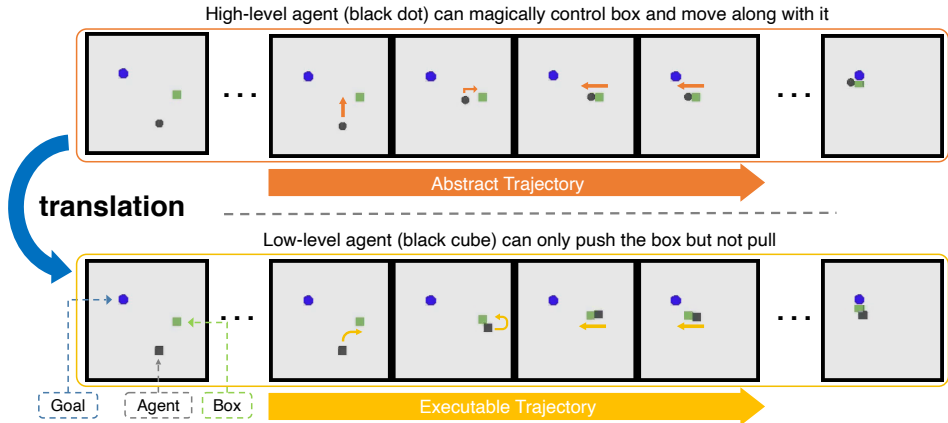 High-level agent (black dot) can magically control box and move along with it
. . .
. . .
Abstract Trajectory
translation
Low-level agent (black cube) can only push the box but not pull
. . .
. . .
Goal
Agent
Box
Executable Trajectory